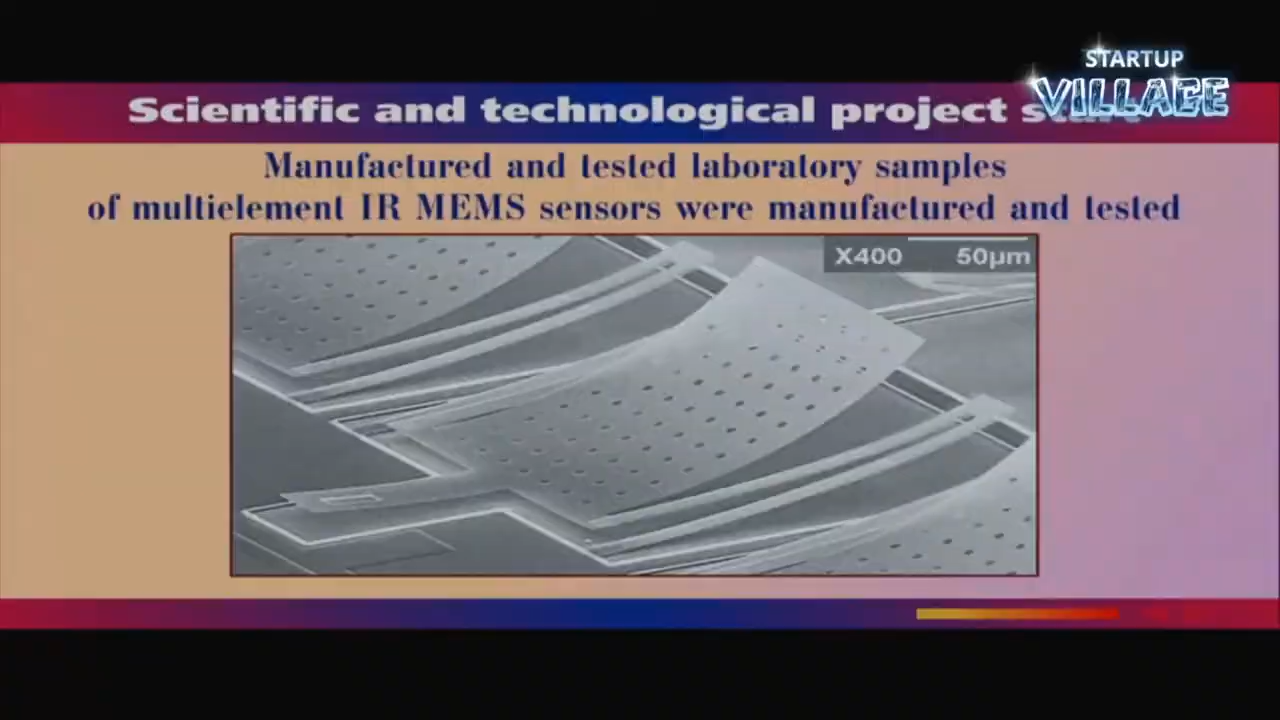 STARTUP
VILLAGE
Scientific and technological project
Manufactured and tested laboratory samples
of multielement IR MEMS sensors were manufactured and tested
X400 50µm